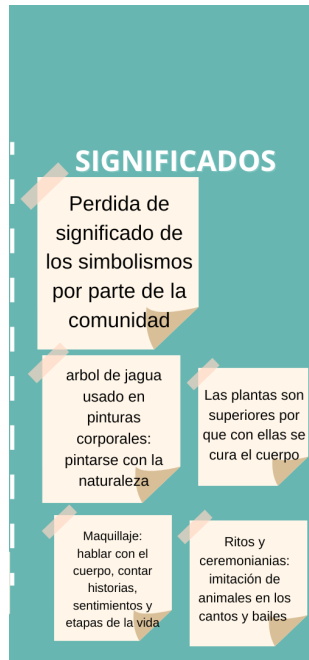 SIGNIFICADOS
Perdida de
significado de
los simbolismos
por parte de la
comunidad
arbol de jagua
usado en
pinturas
corporales:
pintarse con la
naturaleza
Las plantas son
superiores por
que con ellas se
cura el cuerpo
Maquillaje:
hablar con el
cuerpo, contar
historias,
sentimientos y
etapas de la vida
Ritos y
ceremonianias:
imitación de
animales en los
cantos y bailes